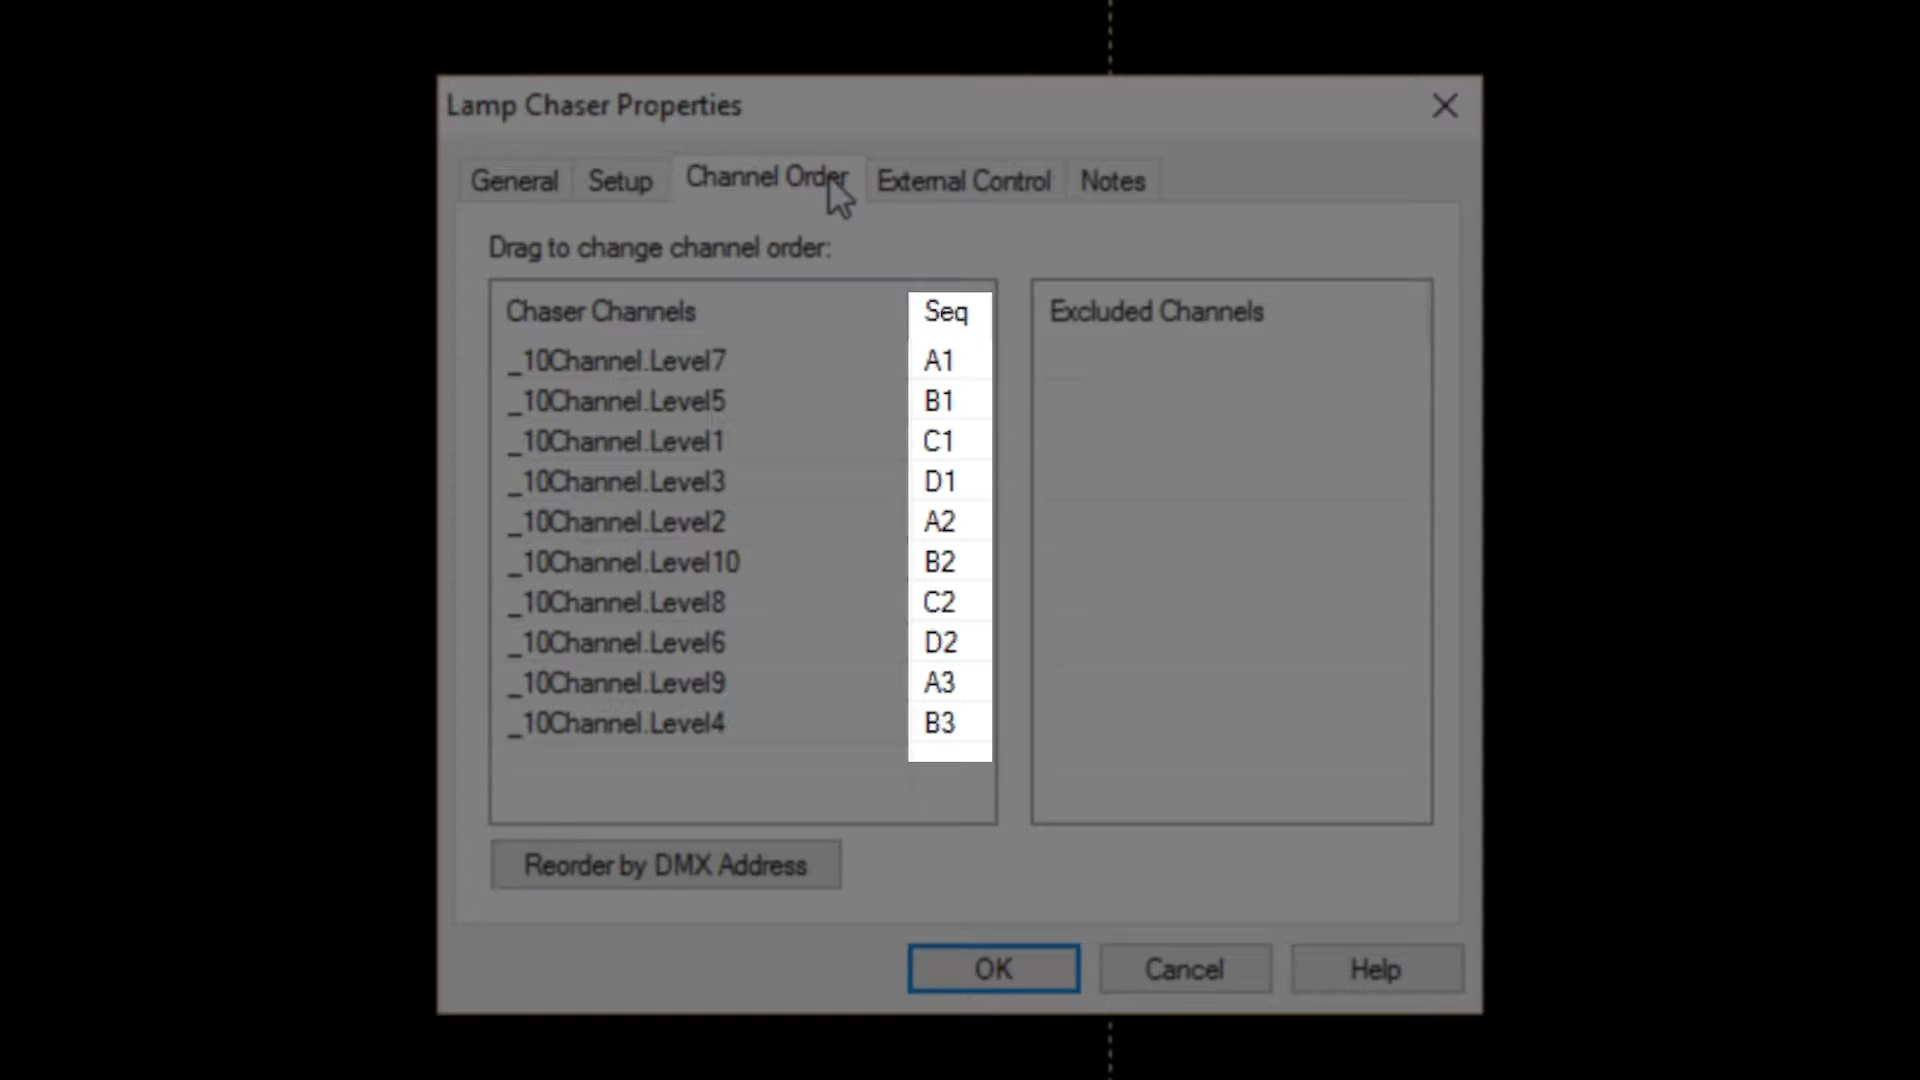 Lamp Chaser Properties
General Setup Channel Order External Control Notes
Drag to change channel order:
Chaser Channels Seq Excluded Channels
_10Channel.Level7 A1
_10Channel.Level5 B1
_10Channel.Level1 C1
_10Channel.Level3 D1
_10Channel.Level2 A2
_10Channel.Level10 B2
_10Channel.Level8 C2
_10Channel.Level6 D2
_10Channel.Level9 A3
_10Channel.Level4 B3
Reorder by DMX Address
OK Cancel Help